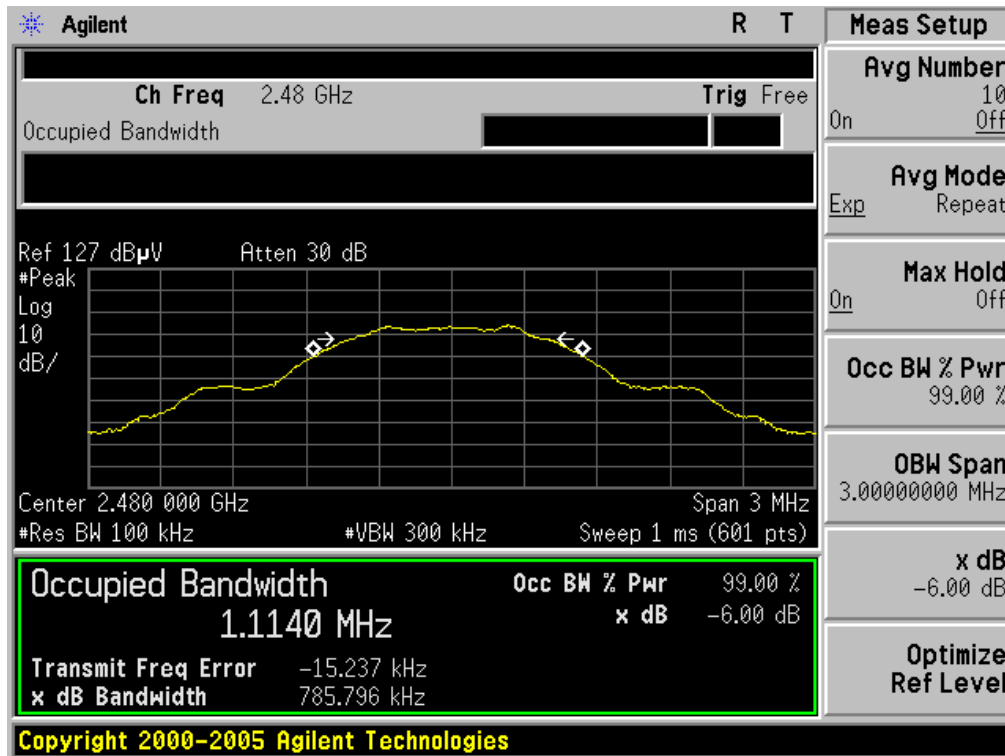 Agilent R T
Ch Freq 2.48 GHz Trig Free
Occupied Bandwidth
Ref 127 dBµV Atten 30 dB
#Peak
Log
10
dB/
Center 2.480 000 GHz Span 3 MHz
#Res BW 100 kHz #VBW 300 kHz Sweep 1 ms (601 pts)
Occupied Bandwidth
1.1140 MHz
Occ BW % Pwr 99.00 %
x dB -6.00 dB
Transmit Freq Error -15.237 kHz
x dB Bandwidth 785.796 kHz
Copyright 2000-2005 Agilent Technologies
Meas Setup
Avg Number
10
On Off
Avg Mode
Exp Repeat
Max Hold
On Off
Occ BW % Pwr
99.00 %
OBW Span
3.00000000 MHz
x dB
-6.00 dB
Optimize
Ref Level